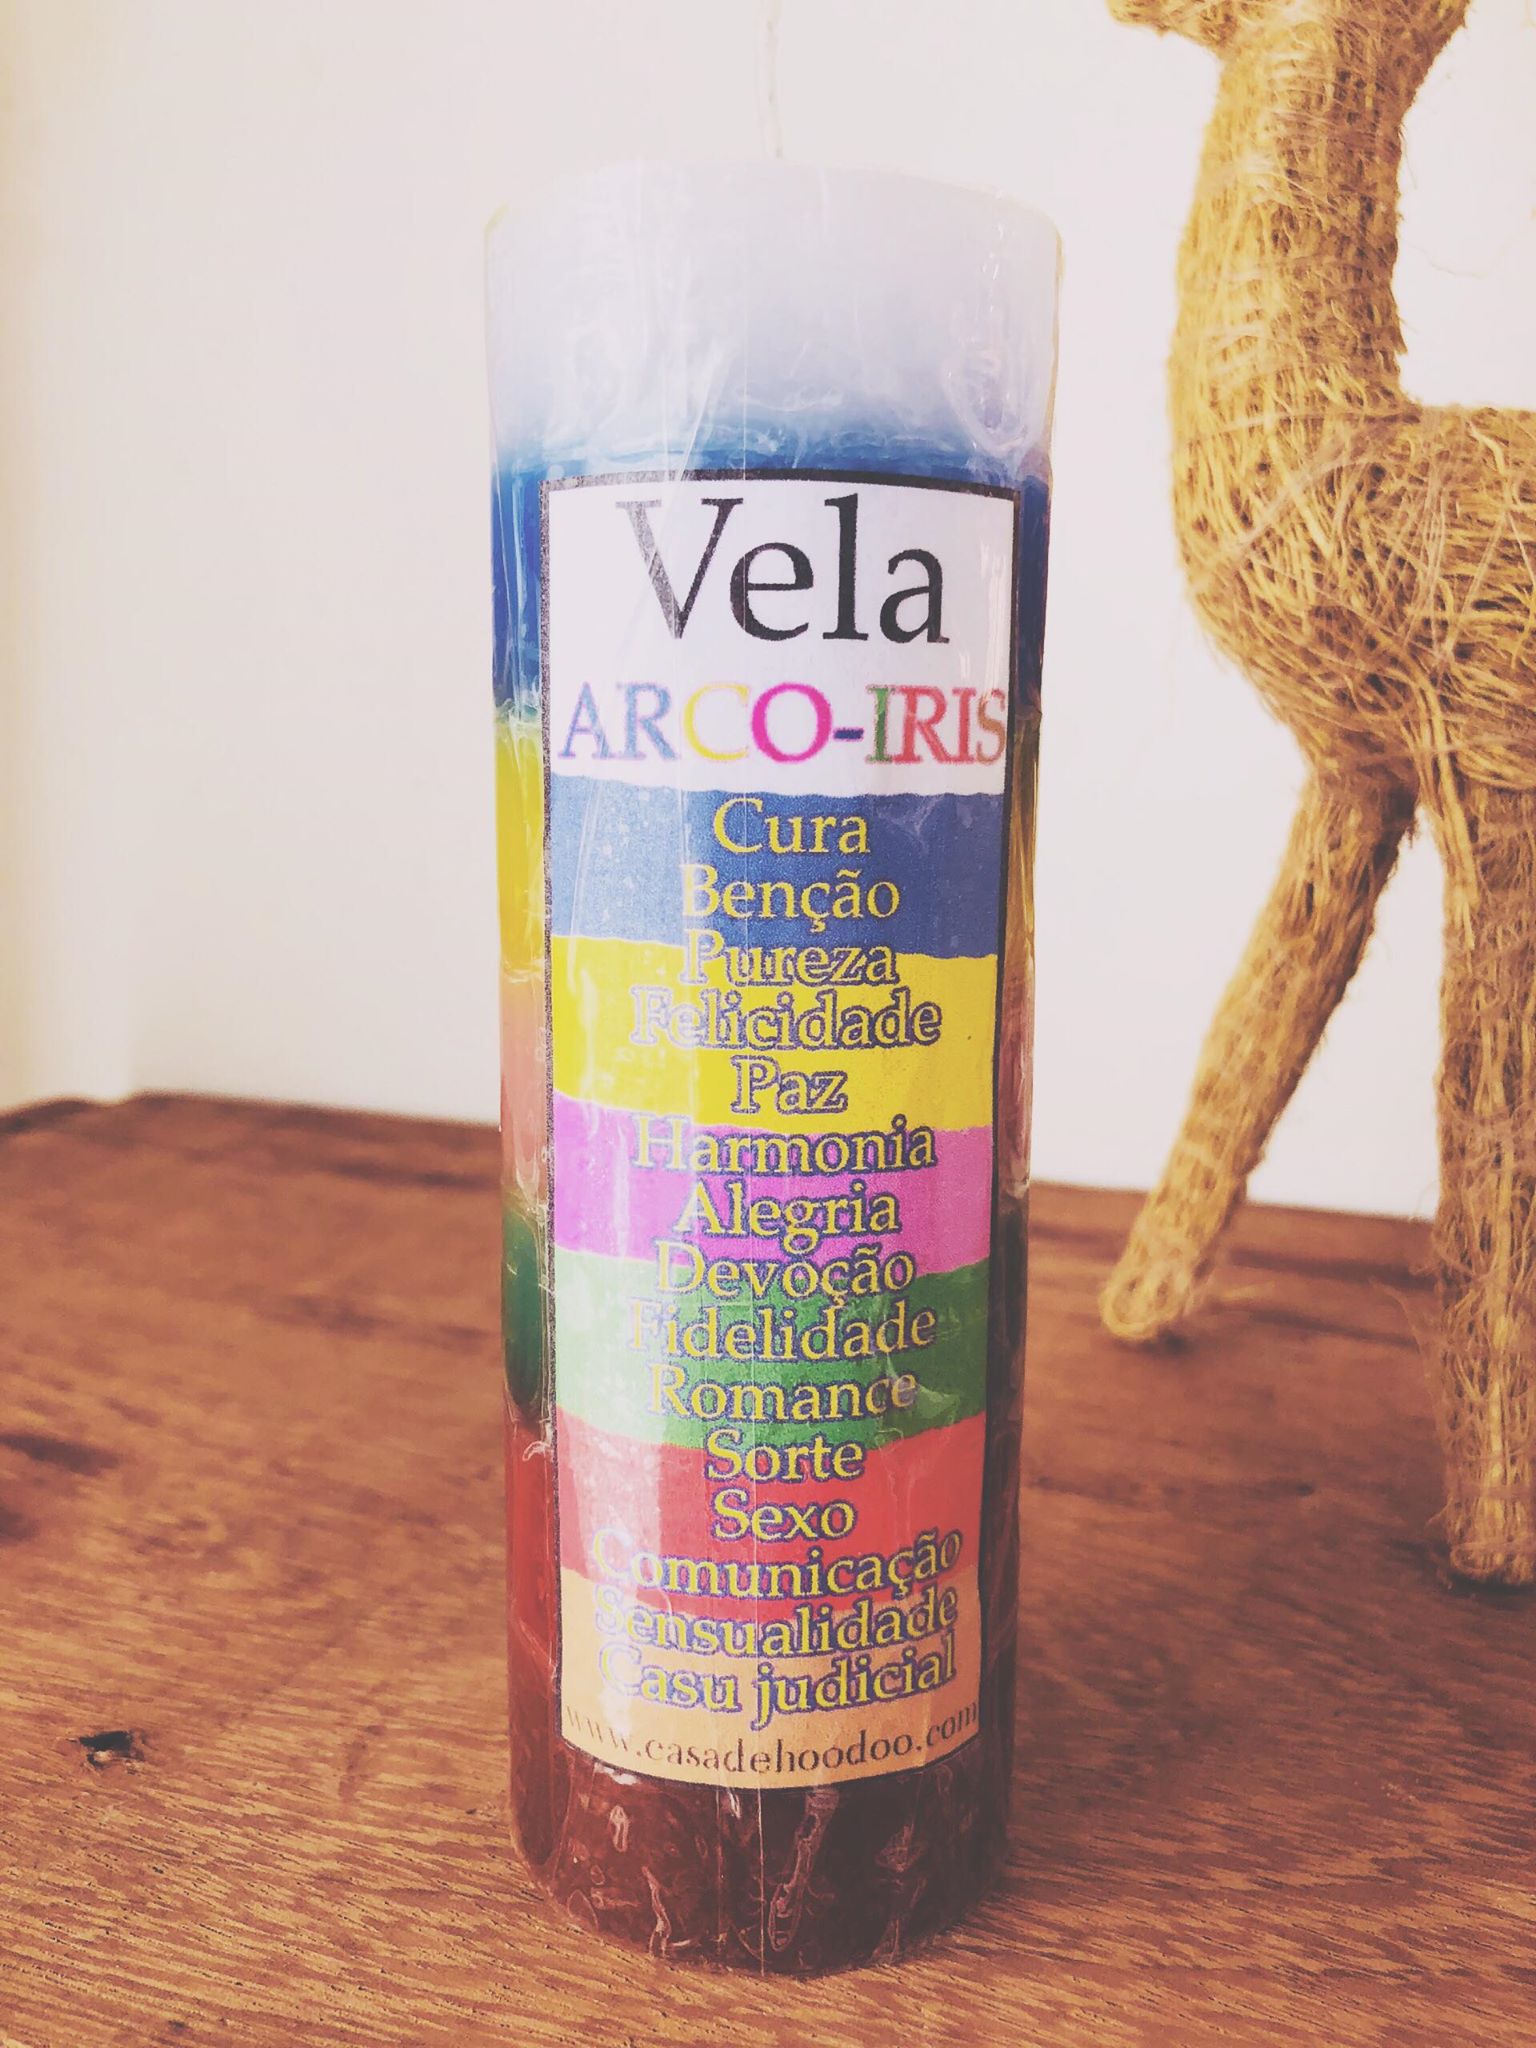 Vela
ARCO-IRIS
Cura
Benção
Pureza
Felicidade
Paz
Harmonia
Alegria
Devoção
Fidelidade
Romance
Sorte
Sexo
Comunicação
Sensualidade
Casu judicial
www.casadehoodoo.com